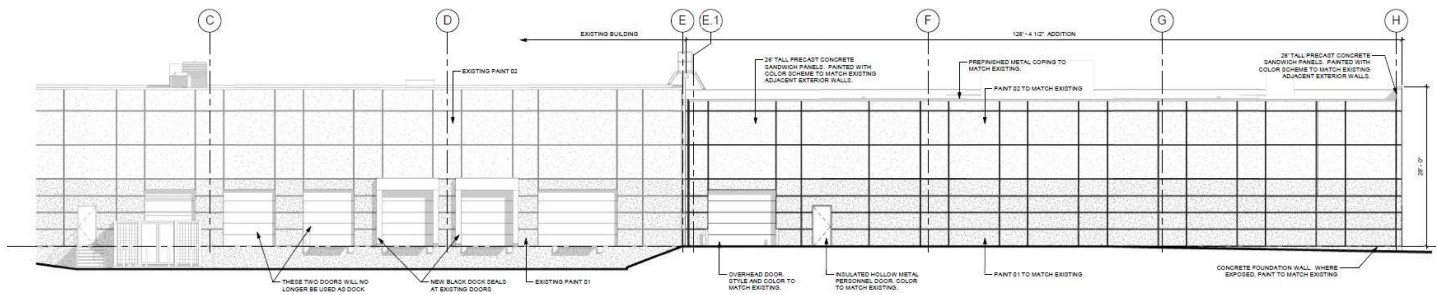 C
D
E
E.1
F
G
H
EXISTING BUILDING
126' - 4 1/2" ADDITION
EXISTING PAINT 02
26' TALL PRECAST CONCRETE
SANDWICH PANELS. PAINTED WITH
COLOR SCHEME TO MATCH EXISTING
ADJACENT EXTERIOR WALLS.
PREFINISHED METAL COPING TO
MATCH EXISTING.
PAINT 02 TO MATCH EXISTING
28' TALL PRECAST CONCRETE
SANDWICH PANELS. PAINTED WITH
COLOR SCHEME TO MATCH EXISTING
ADJACENT EXTERIOR WALLS.
28' - 0"
THESE TWO DOORS WILL NO
LONGER BE USED AS DOCK
NEW BLACK DOCK SEALS
AT EXISTING DOORS
EXISTING PAINT 01
OVERHEAD DOOR.
STYLE AND COLOR TO
MATCH EXISTING.
INSULATED HOLLOW METAL
PERSONNEL DOOR. COLOR
TO MATCH EXISTING.
PAINT 01 TO MATCH EXISTING
CONCRETE FOUNDATION WALL. WHERE
EXPOSED, PAINT TO MATCH EXISTING